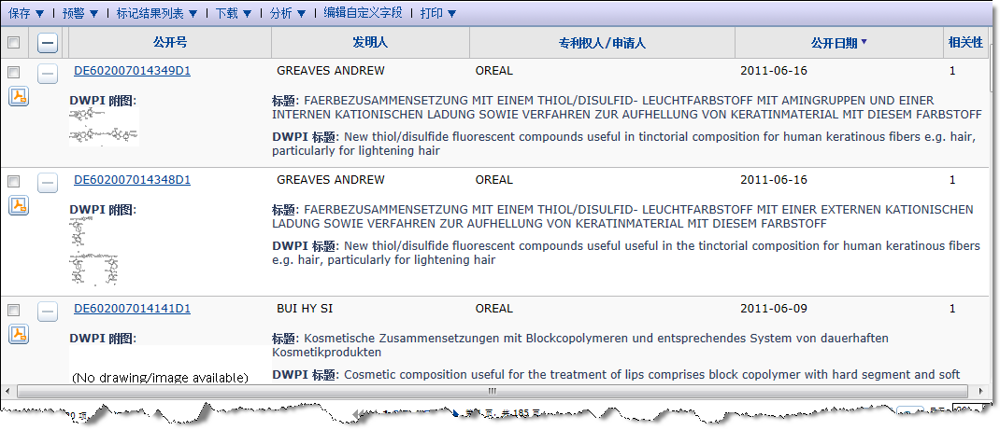 保存 ▼ | 预警 ▼ | 标记结果列表 ▼ | 下载 ▼ | 分析 ▼ | 编辑自定义字段 | 打印 ▼
公开号 发明人 专利权人/申请人 公开日期 ▼ 相关性
DE602007014349D1 GREAVES ANDREW OREAL 2011-06-16 1
DWPI 附图:
标题: FAERBEZUSAMMENSETZUNG MIT EINEM THIOL/DISULFID- LEUCHTFARBSTOFF MIT AMINGRUPPEN UND EINER
INTERNEN KATIONISCHEN LADUNG SOWIE VERFAHREN ZUR AUFHELLUNG VON KERATINMATERIAL MIT DIESEM FARBSTOFF
DWPI 标题: New thiol/disulfide fluorescent compounds useful in tinctorial composition for human keratinous fibers e.g. hair,
particularly for lightening hair
DE602007014348D1 GREAVES ANDREW OREAL 2011-06-16 1
DWPI 附图:
标题: FAERBEZUSAMMENSETZUNG MIT EINEM THIOL/DISULFID- LEUCHTFARBSTOFF MIT EINER EXTERNEN KATIONISCHEN
LADUNG SOWIE VERFAHREN ZUR AUFHELLUNG VON KERATINMATERIAL MIT DIESEM FARBSTOFF
DWPI 标题: New thiol/disulfide fluorescent compounds useful useful in the tinctorial composition for human keratinous fibers
e.g. hair, particularly for lightening hair
DE602007014141D1 BUI HY SI OREAL 2011-06-09 1
DWPI 附图:
(No drawing/image available)
标题: Kosmetische Zusammensetzungen mit Blockcopolymeren und entsprechendes System von dauerhaften
Kosmetikprodukten
DWPI 标题: Cosmetic composition useful for the treatment of lips comprises block copolymer with hard segment and soft
页, 共 185 页